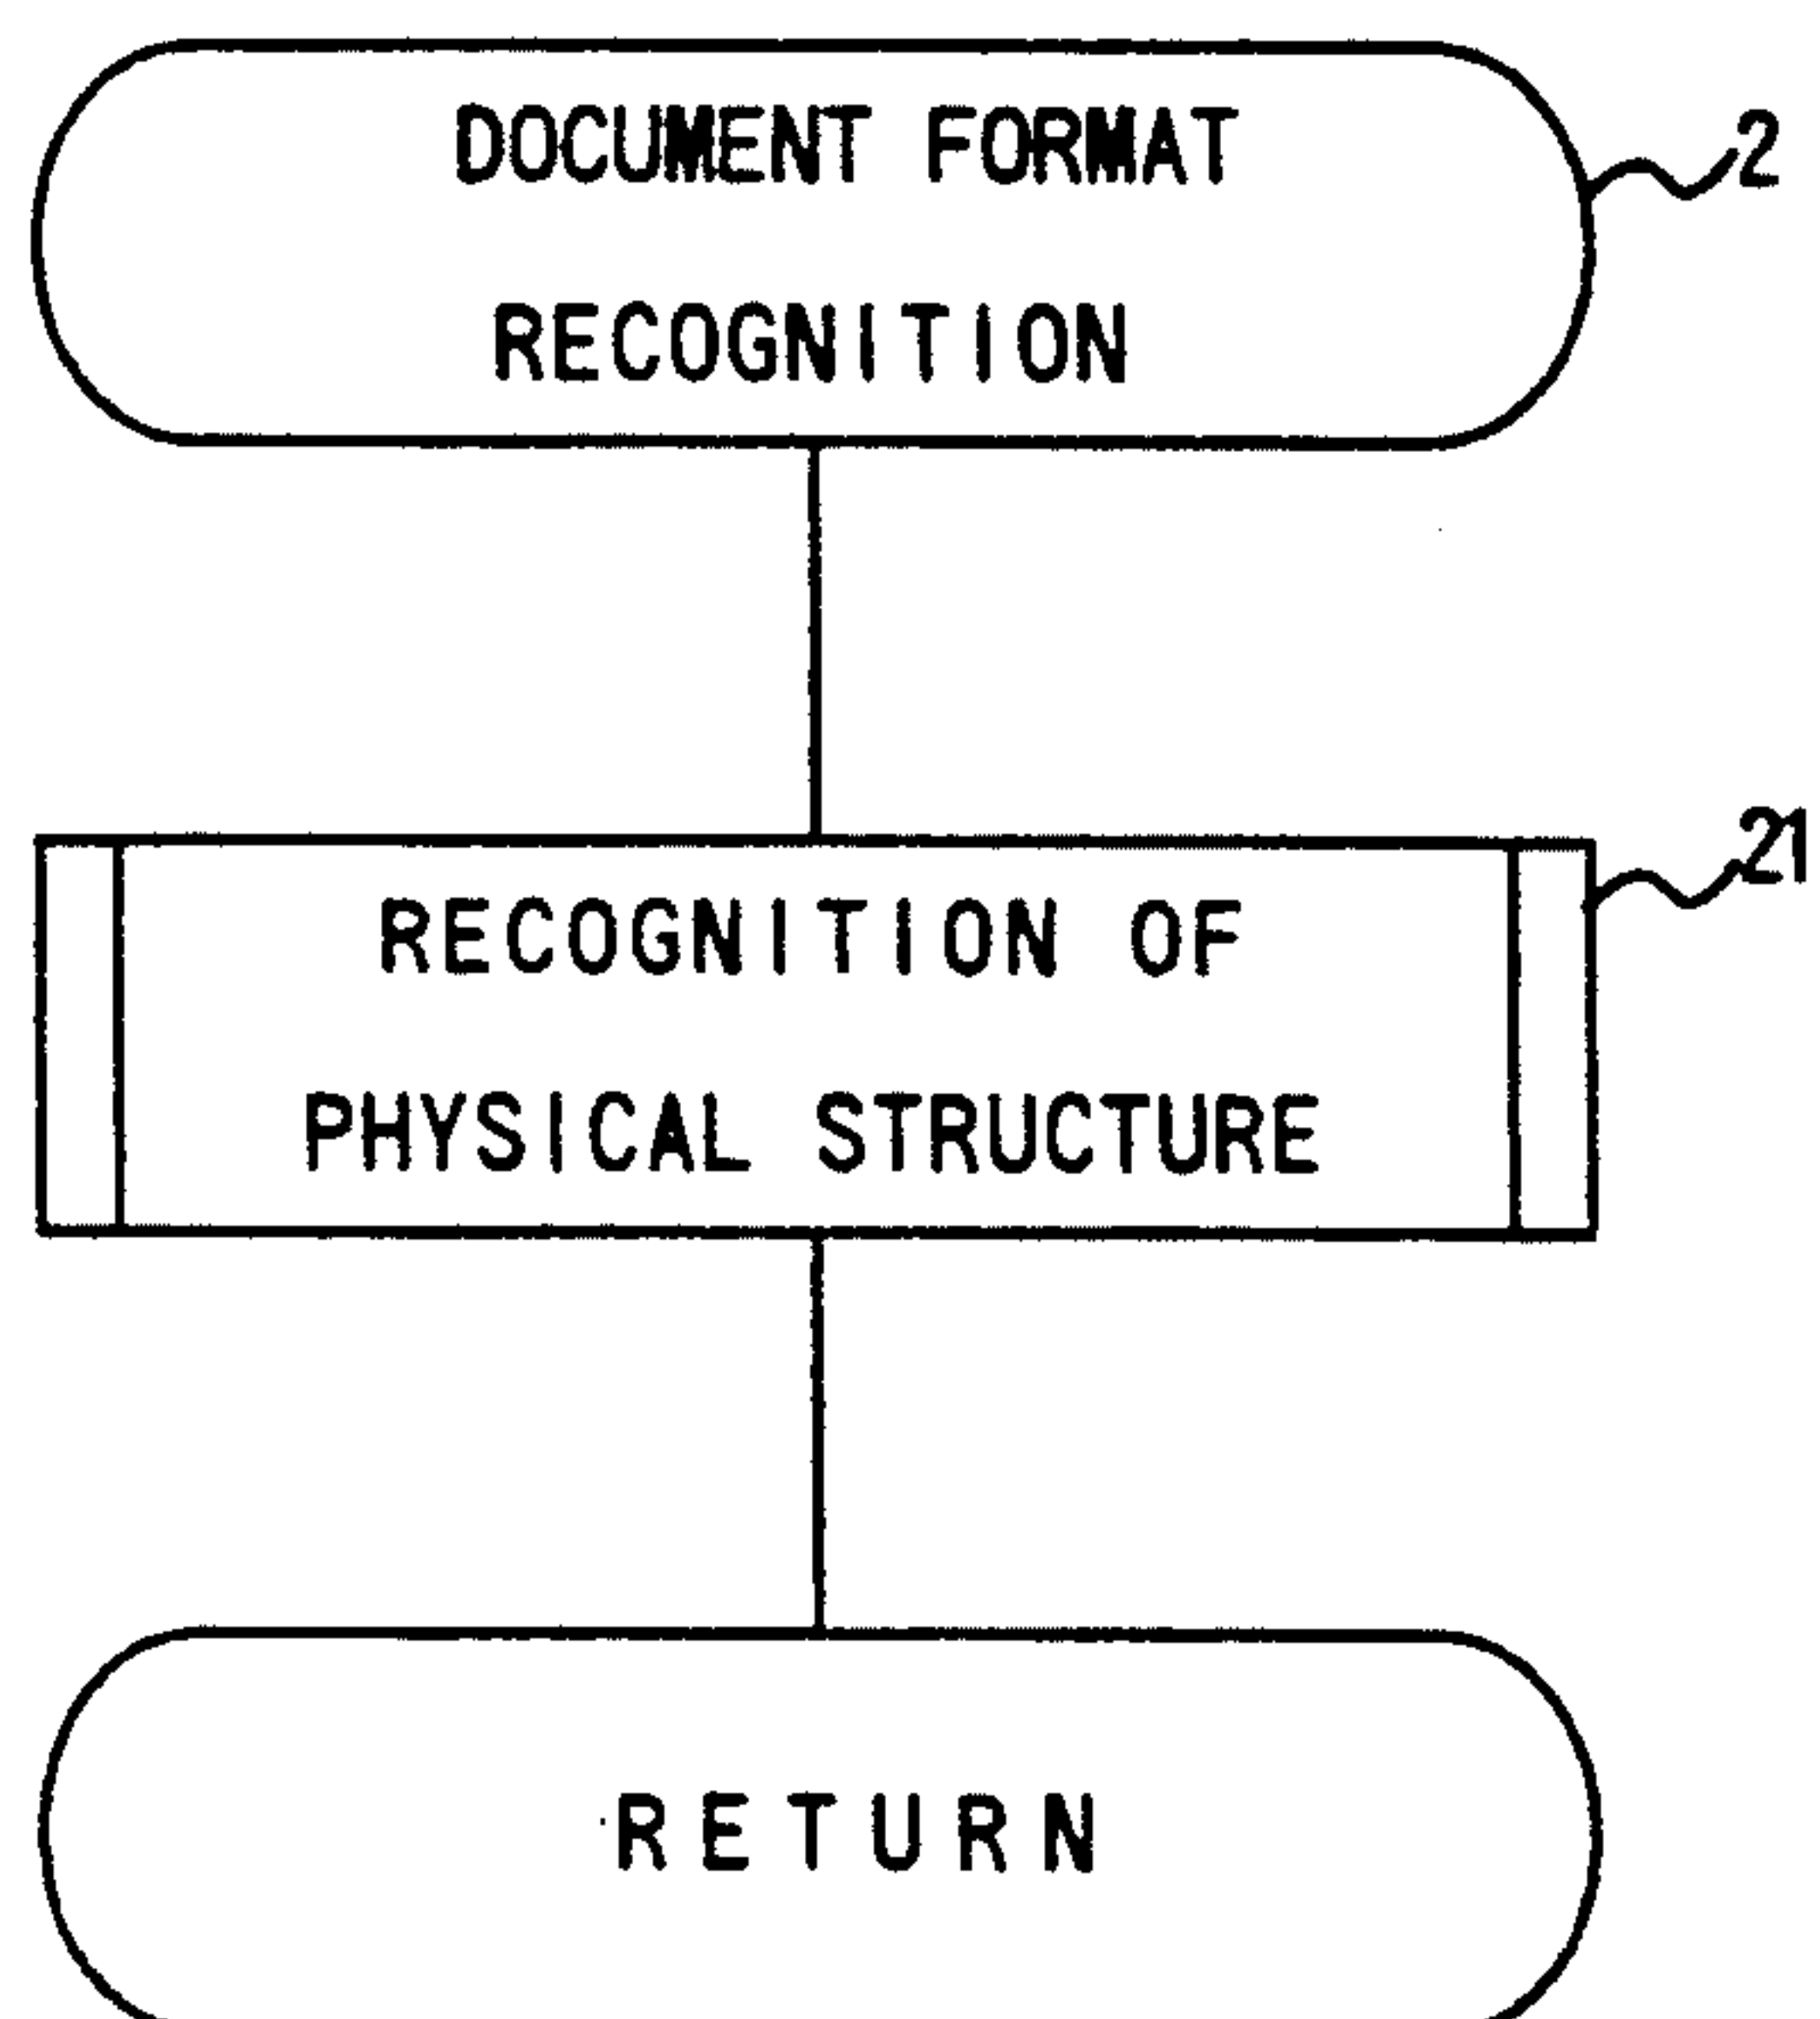 DOCUMENT FORMAT
2
RECOGNITION
21
RECOGNITION OF
PHYSICAL STRUCTURE
RETURN